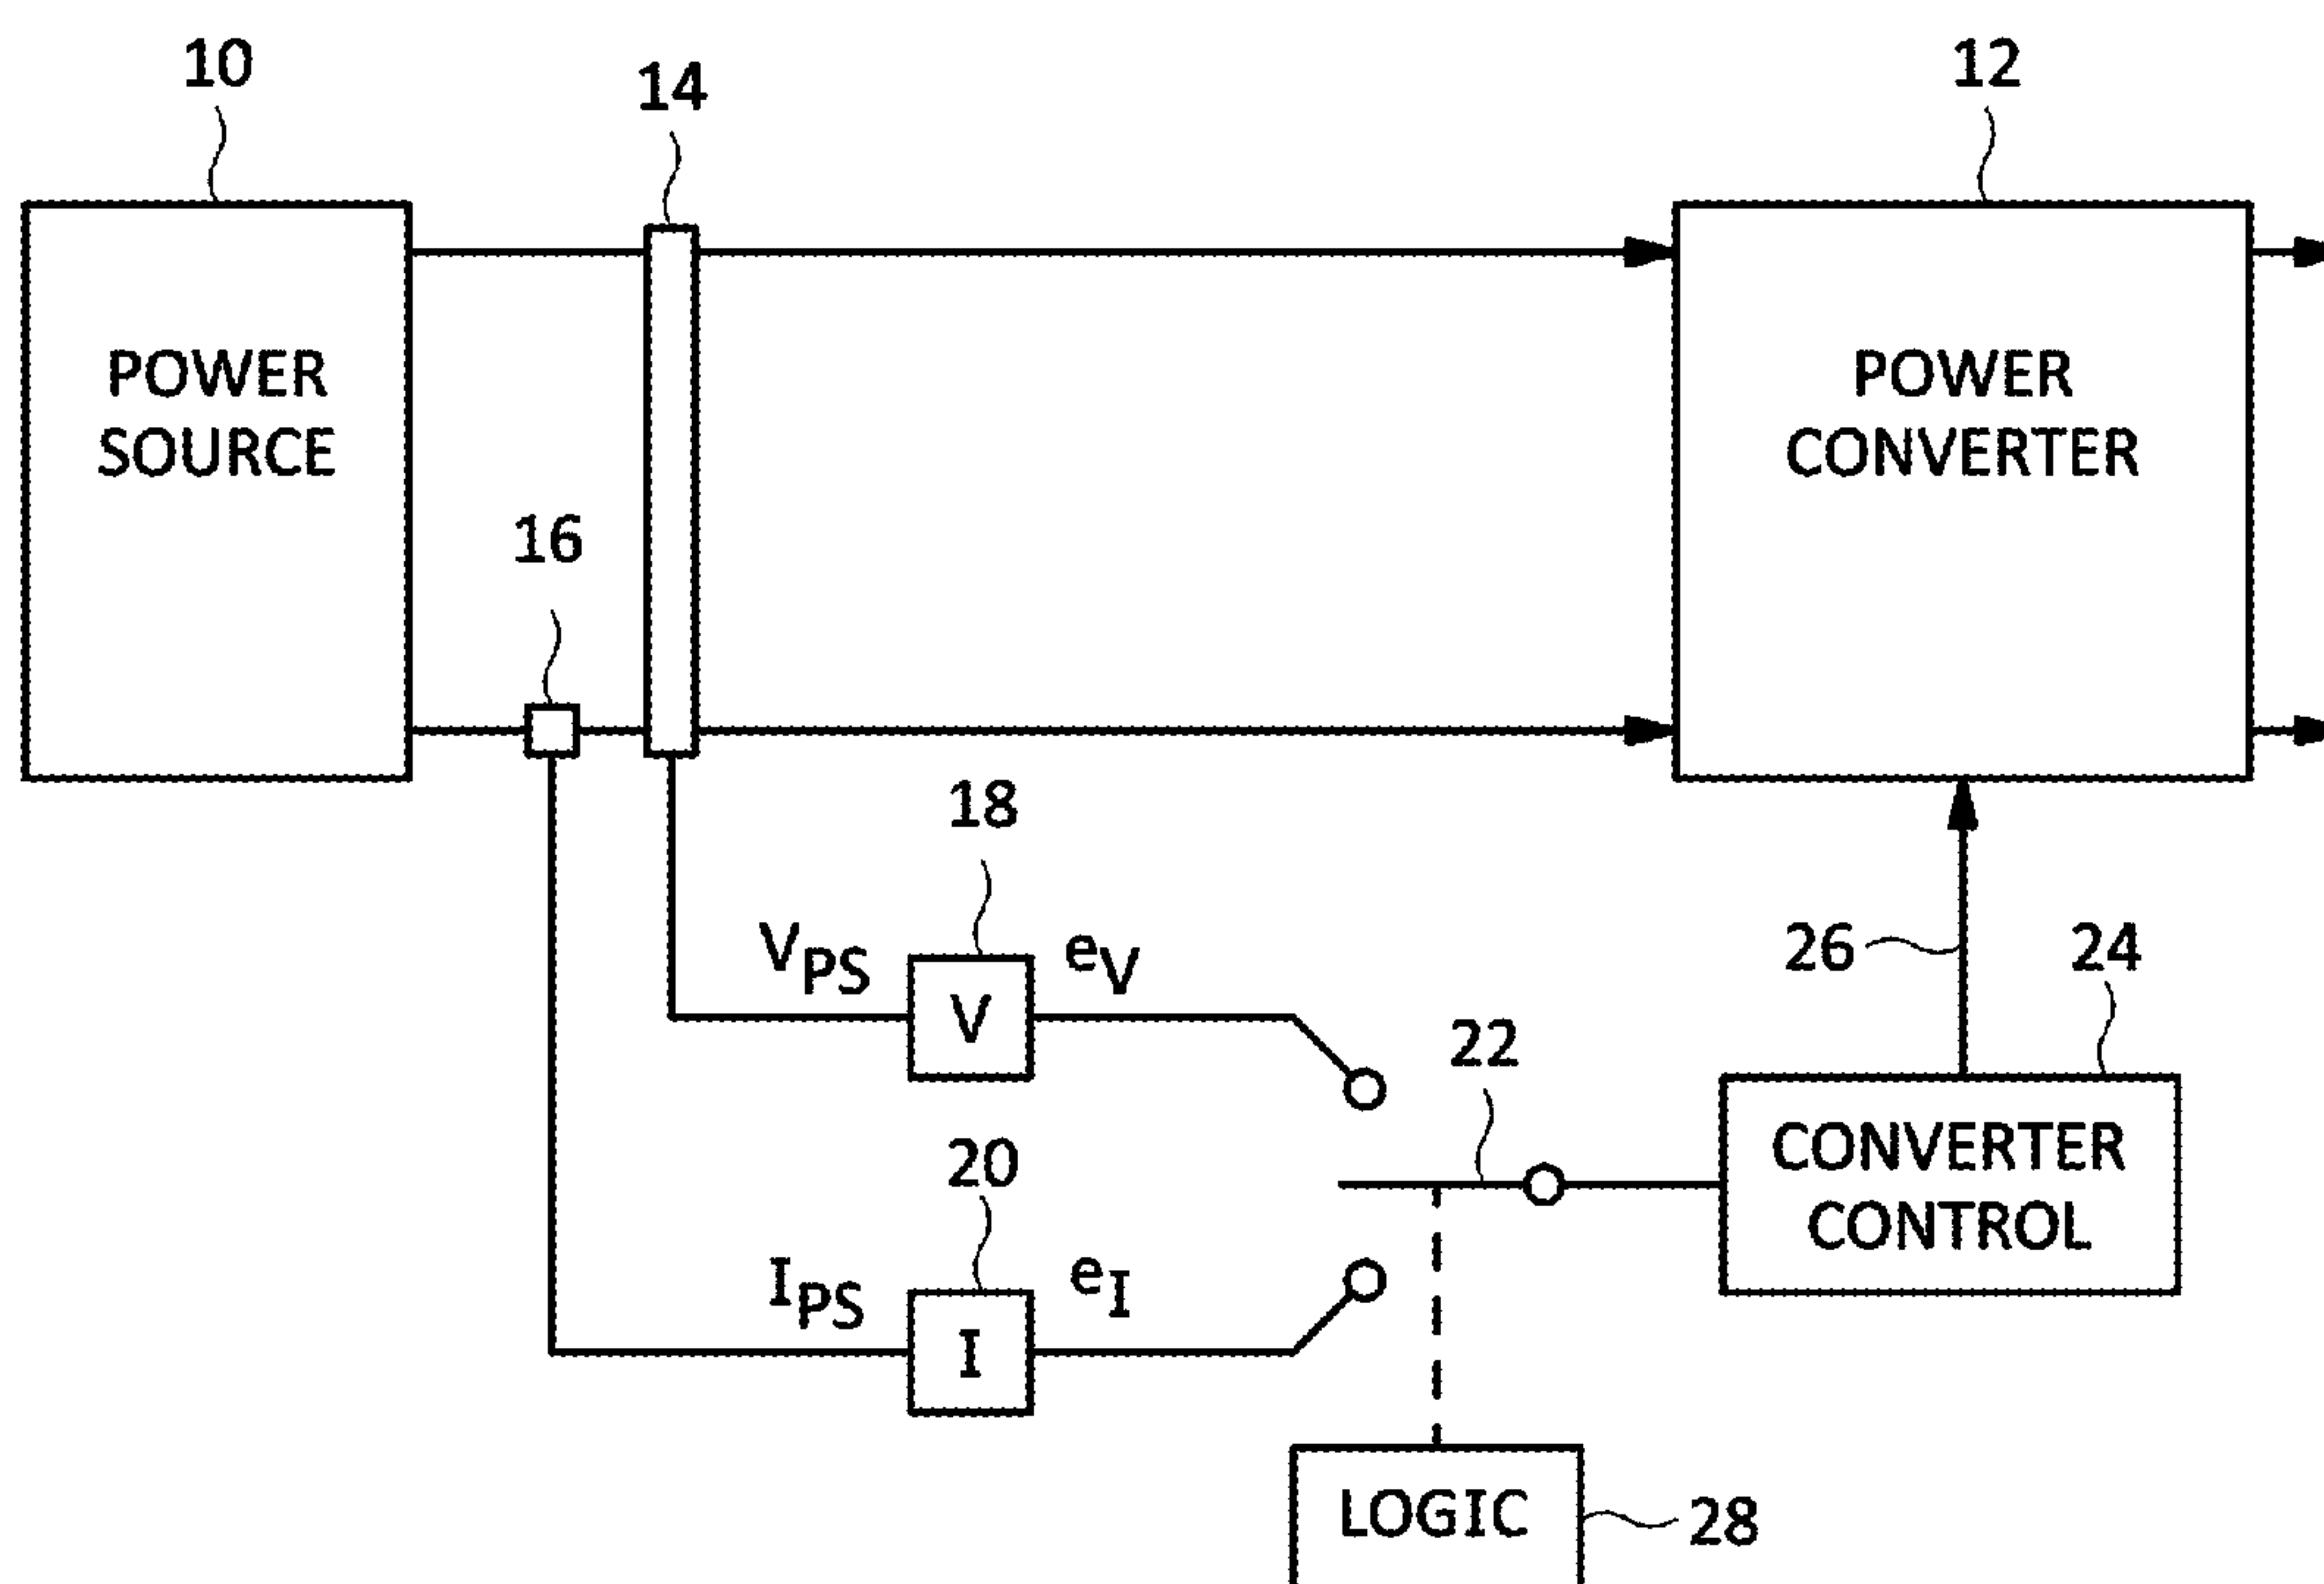 10
14
12
POWER
SOURCE
POWER
CONVERTER
16
18
VPS
eV
V
26
24
22
CONVERTER
CONTROL
20
IPS
eI
I
LOGIC
28